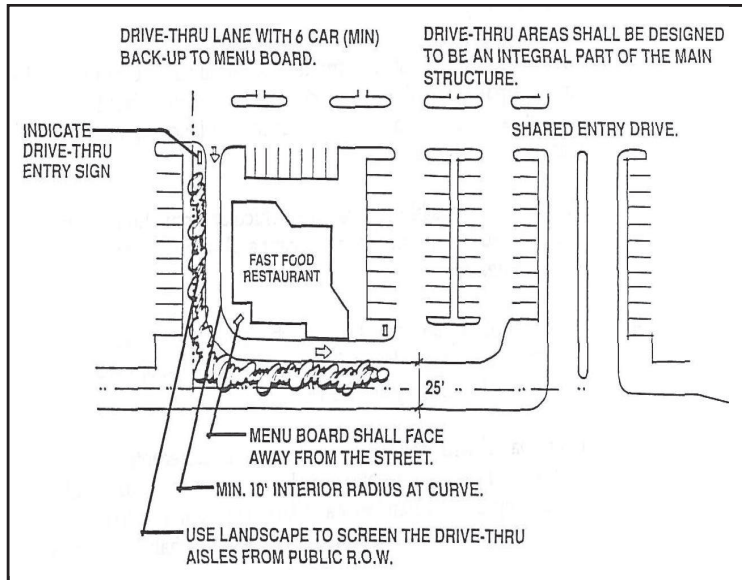 DRIVE-THRU LANE WITH 6 CAR (MIN)
BACK-UP TO MENU BOARD.
DRIVE-THRU AREAS SHALL BE DESIGNED
TO BE AN INTEGRAL PART OF THE MAIN
STRUCTURE.
INDICATE
DRIVE-THRU
ENTRY SIGN
SHARED ENTRY DRIVE.
FAST FOOD
RESTAURANT
25'
MENU BOARD SHALL FACE
AWAY FROM THE STREET.
MIN. 10' INTERIOR RADIUS AT CURVE.
USE LANDSCAPE TO SCREEN THE DRIVE-THRU
AISLES FROM PUBLIC R.O.W.